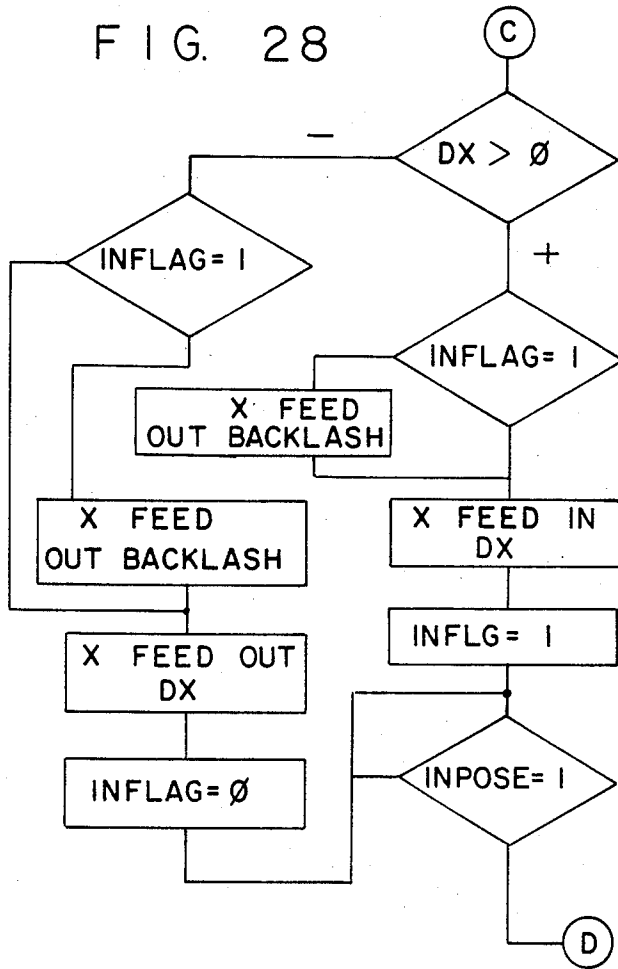 FIG. 28
C
DX > Ø
−
+
INFLAG= 1
INFLAG= 1
X FEED
OUT BACKLASH
X FEED
OUT BACKLASH
X FEED IN
DX
INFLG= 1
X FEED OUT
DX
INFLAG=Ø
INPOSE= 1
D